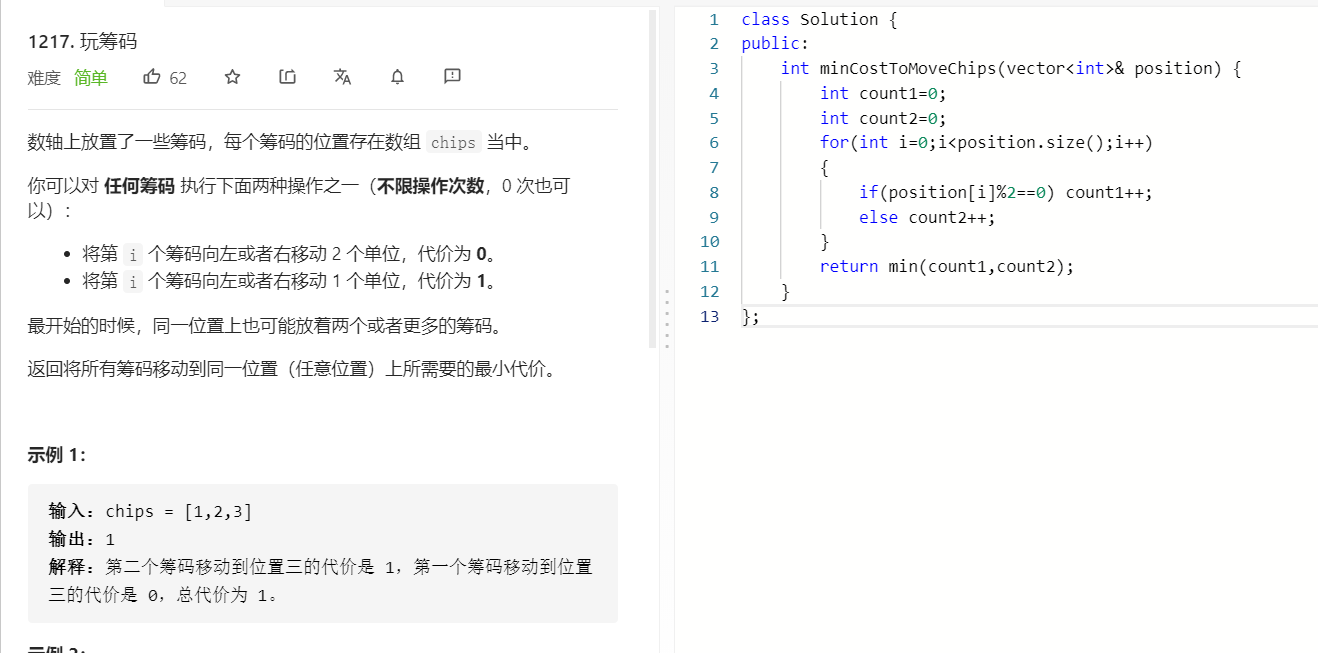 1217. 玩筹码
难度 简单 62
数轴上放置了一些筹码，每个筹码的位置存在数组 chips 当中。
你可以对 任何筹码 执行下面两种操作之一（不限操作次数，0 次也可
以）：
将第 i 个筹码向左或者右移动 2 个单位，代价为 0。
将第 i 个筹码向左或者右移动 1 个单位，代价为 1。
最开始的时候，同一位置上也可能放着两个或者更多的筹码。
返回将所有筹码移动到同一位置（任意位置）上所需要的最小代价。
示例 1：
输入：chips = [1,2,3]
输出：1
解释：第二个筹码移动到位置三的代价是 1，第一个筹码移动到位置
三的代价是 0，总代价为 1。
1 class Solution {
2 public:
3 int minCostToMoveChips(vector<int>& position) {
4 int count1=0;
5 int count2=0;
6 for(int i=0;i<position.size();i++)
7 {
8 if(position[i]%2==0) count1++;
9 else count2++;
10 }
11 return min(count1,count2);
12 }
13 };